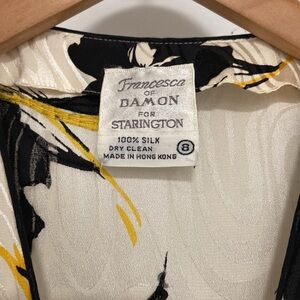 Francesca
OF
DAMON
FOR
STARINGTON
100% SILK
DRY CLEAN
MADE IN HONG KONG
8